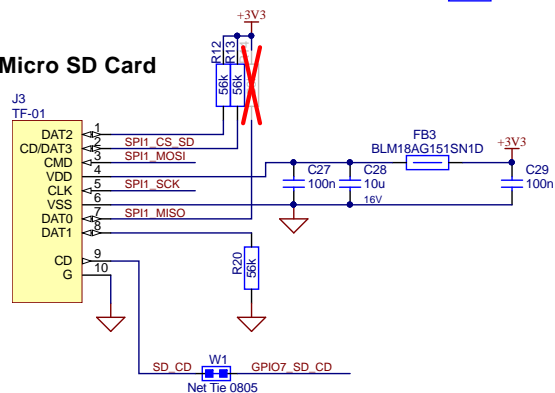 +3V3
Micro SD Card
R12
56k
R13
56k
J3
TF-01
DAT2 1
CD/DAT3 2 SPI1_CS_SD
CMD 3 SPI1_MOSI
VDD 4
CLK 5 SPI1_SCK
VSS 6
DAT0 7 SPI1_MISO
DAT1 8
CD 9
G 10
FB3
BLM18AG151SN1D
+3V3
C27
100n
C28
10u
16V
C29
100n
R20
56k
SD_CD
W1
GPIO7_SD_CD
Net Tie 0805